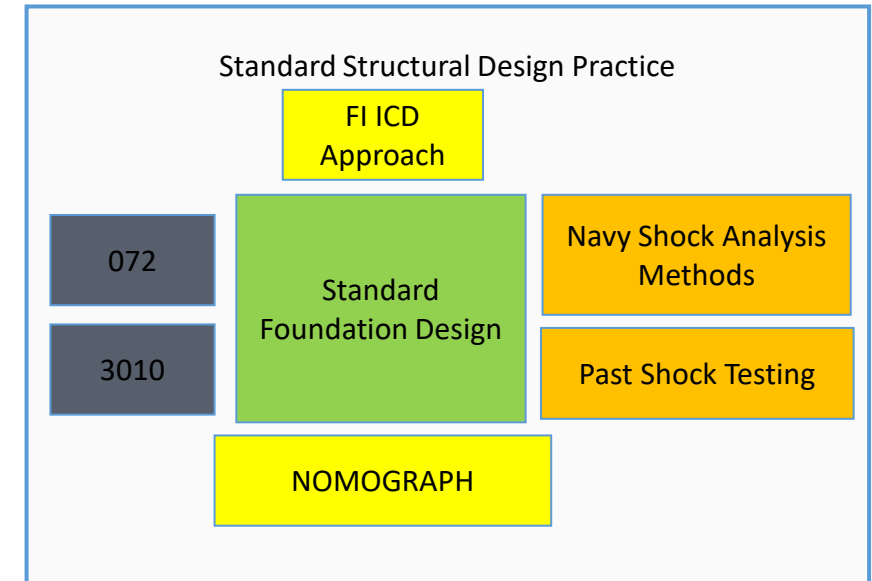 Standard Structural Design Practice
FI ICD
Approach
072
3010
Standard
Foundation Design
Navy Shock Analysis
Methods
Past Shock Testing
NOMOGRAPH